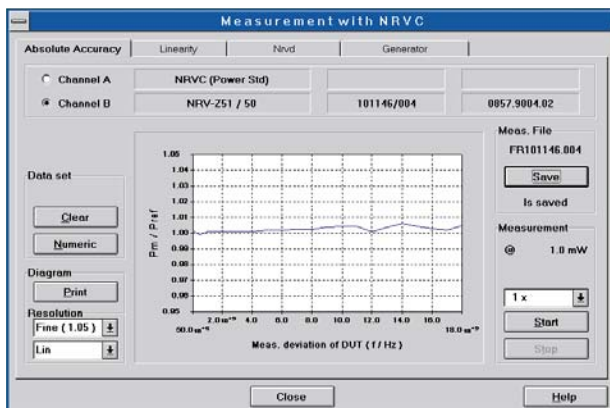 Measurement with NRVC
Absolute Accuracy Linearity Nrvd Generator
Channel A NRVC (Power Std)
Channel B NRV-Z51 / 50 101146/004 0857.9004.02
Data set
Clear
Numeric
Diagram
Print
Resolution
Fine ( 1.05 )
Lin
Pm / Pref
1.05
1.04
1.03
1.02
1.01
1.00
0.99
0.98
0.97
0.96
0.95
2.0 4.0 6.0 8.0 10.0 12.0 14.0 16.0
Meas. deviation of DUT ( f / Hz )
Meas. File
FR101146.004
Save
Is saved
Measurement
@ 1.0 mW
1 x
Start
Stop
Close Help